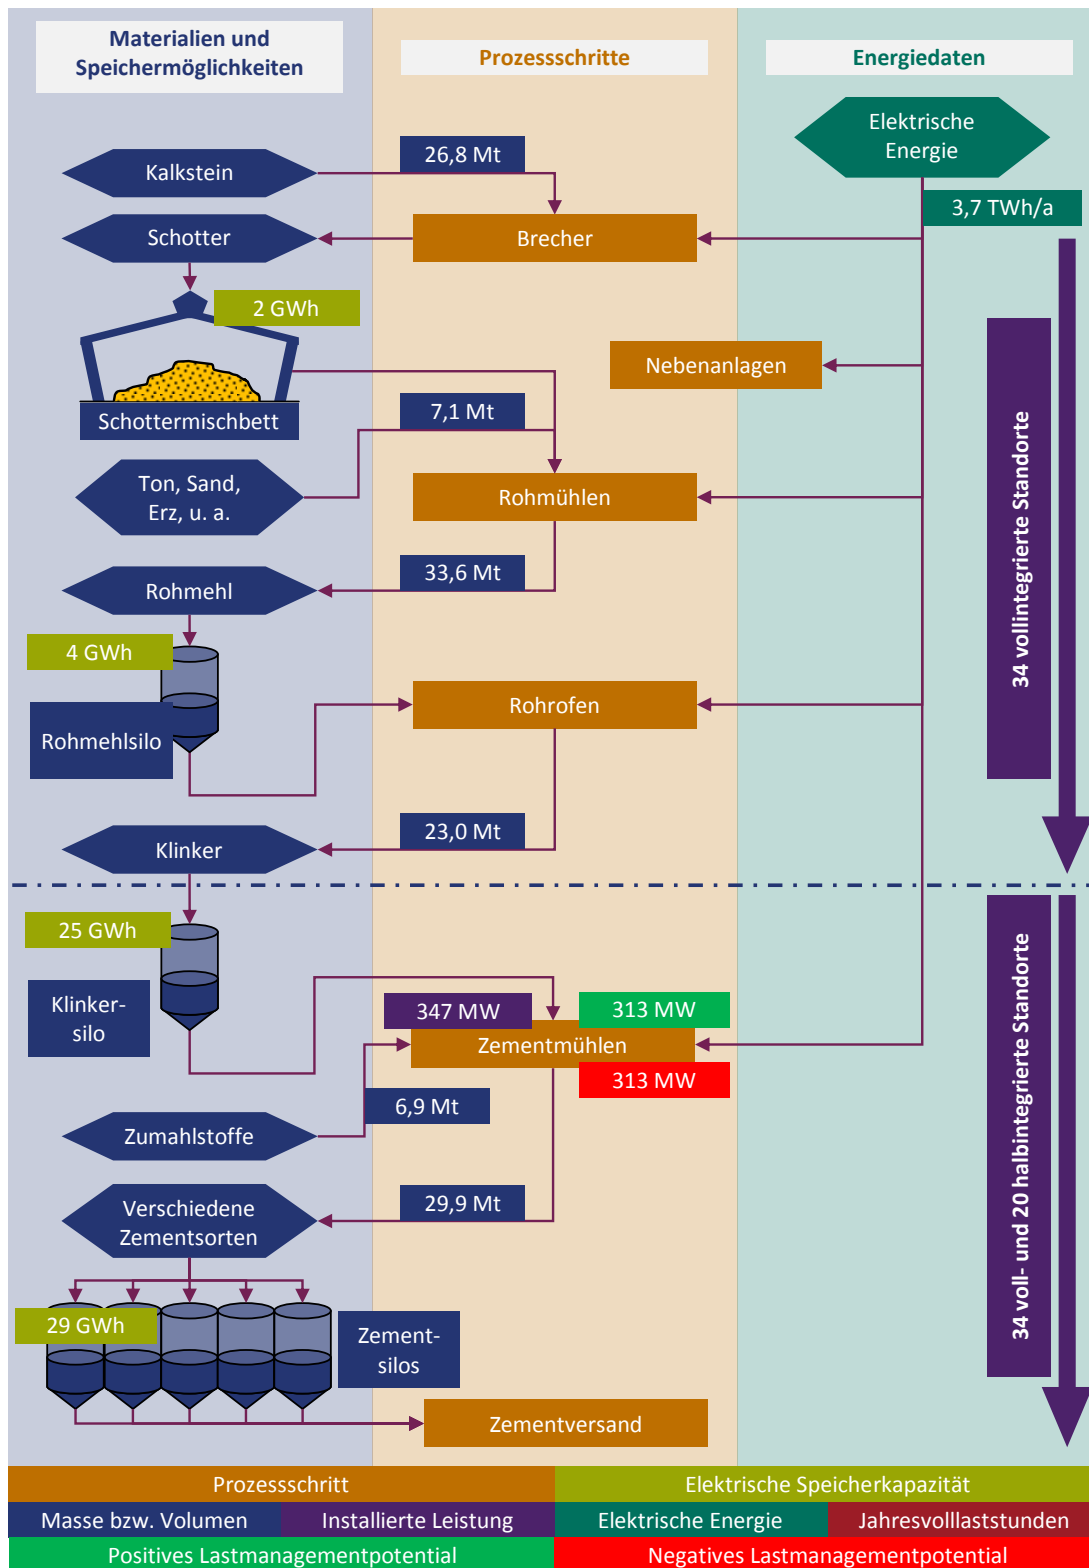 Materialien und
Speichermöglichkeiten
Prozessschritte
Energiedaten
Elektrische
Energie
26,8 Mt
Kalkstein
3,7 TWh/a
Schotter
Brecher
2 GWh
Nebenanlagen
7,1 Mt
Schottermischbett
Ton, Sand,
Erz, u. a.
Rohmühlen
34 vollintegrierte Standorte
33,6 Mt
Rohmehl
4 GWh
Rohrofen
Rohmehlsilo
23,0 Mt
Klinker
25 GWh
Klinker-
silo
347 MW
313 MW
Zementmühlen
313 MW
6,9 Mt
Zumahlstoffe
34 voll- und 20 halbintegrierte Standorte
29,9 Mt
Verschiedene
Zementsorten
29 GWh
Zement-
silos
Zementversand
Prozessschritt
Elektrische Speicherkapazität
Masse bzw. Volumen
Installierte Leistung
Elektrische Energie
Jahresvolllaststunden
Positives Lastmanagementpotential
Negatives Lastmanagementpotential